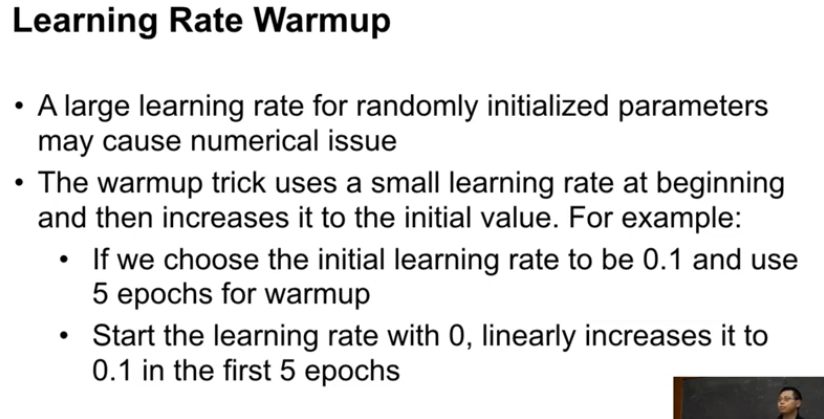 Learning Rate Warmup
• A large learning rate for randomly initialized parameters
may cause numerical issue
• The warmup trick uses a small learning rate at beginning
and then increases it to the initial value. For example:
• If we choose the initial learning rate to be 0.1 and use
5 epochs for warmup
• Start the learning rate with 0, linearly increases it to
0.1 in the first 5 epochs